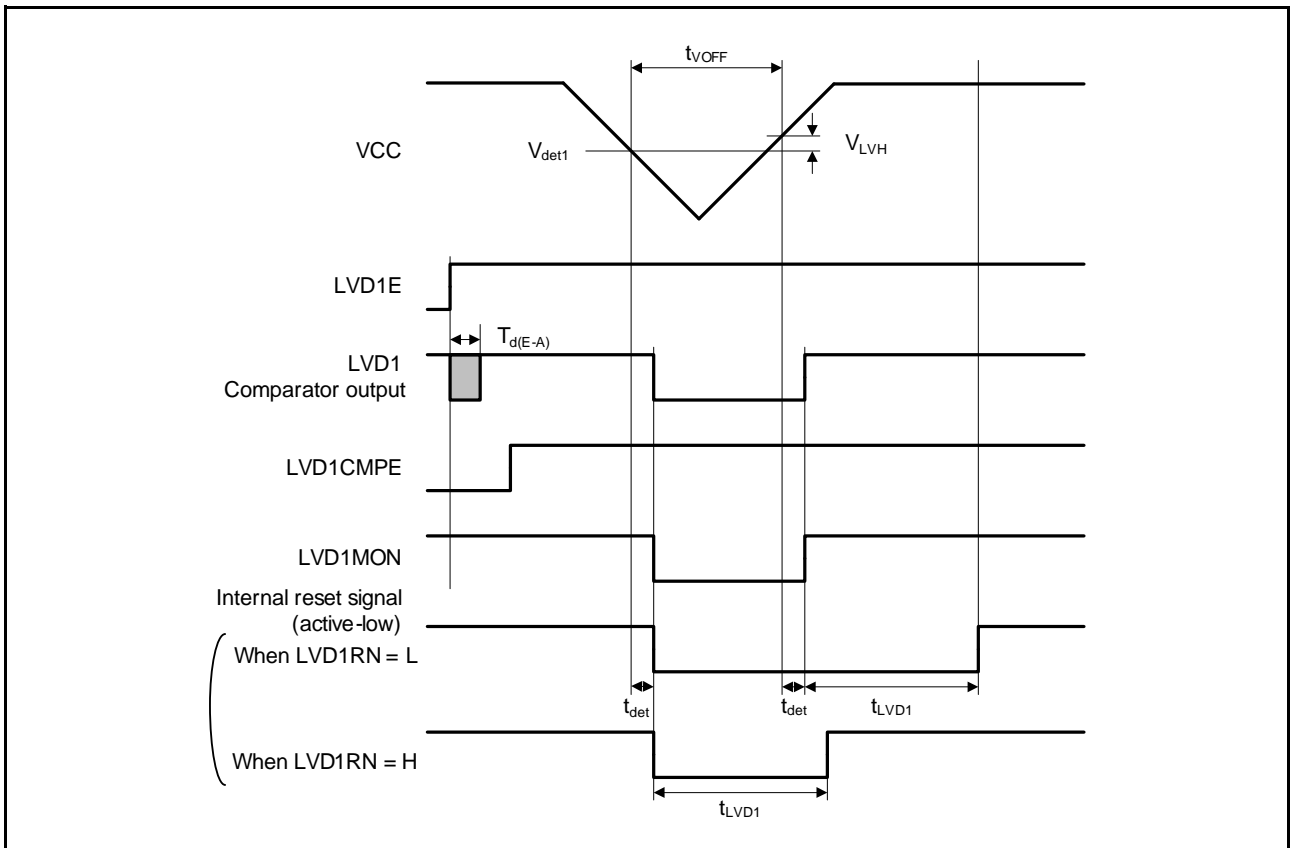 tVOFF
VCC
Vdet1
VLVH
LVD1E
Td(E-A)
LVD1
Comparator output
LVD1CMPE
LVD1MON
Internal reset signal
(active-low)
When LVD1RN = L
tdet
tdet
tLVD1
When LVD1RN = H
tLVD1